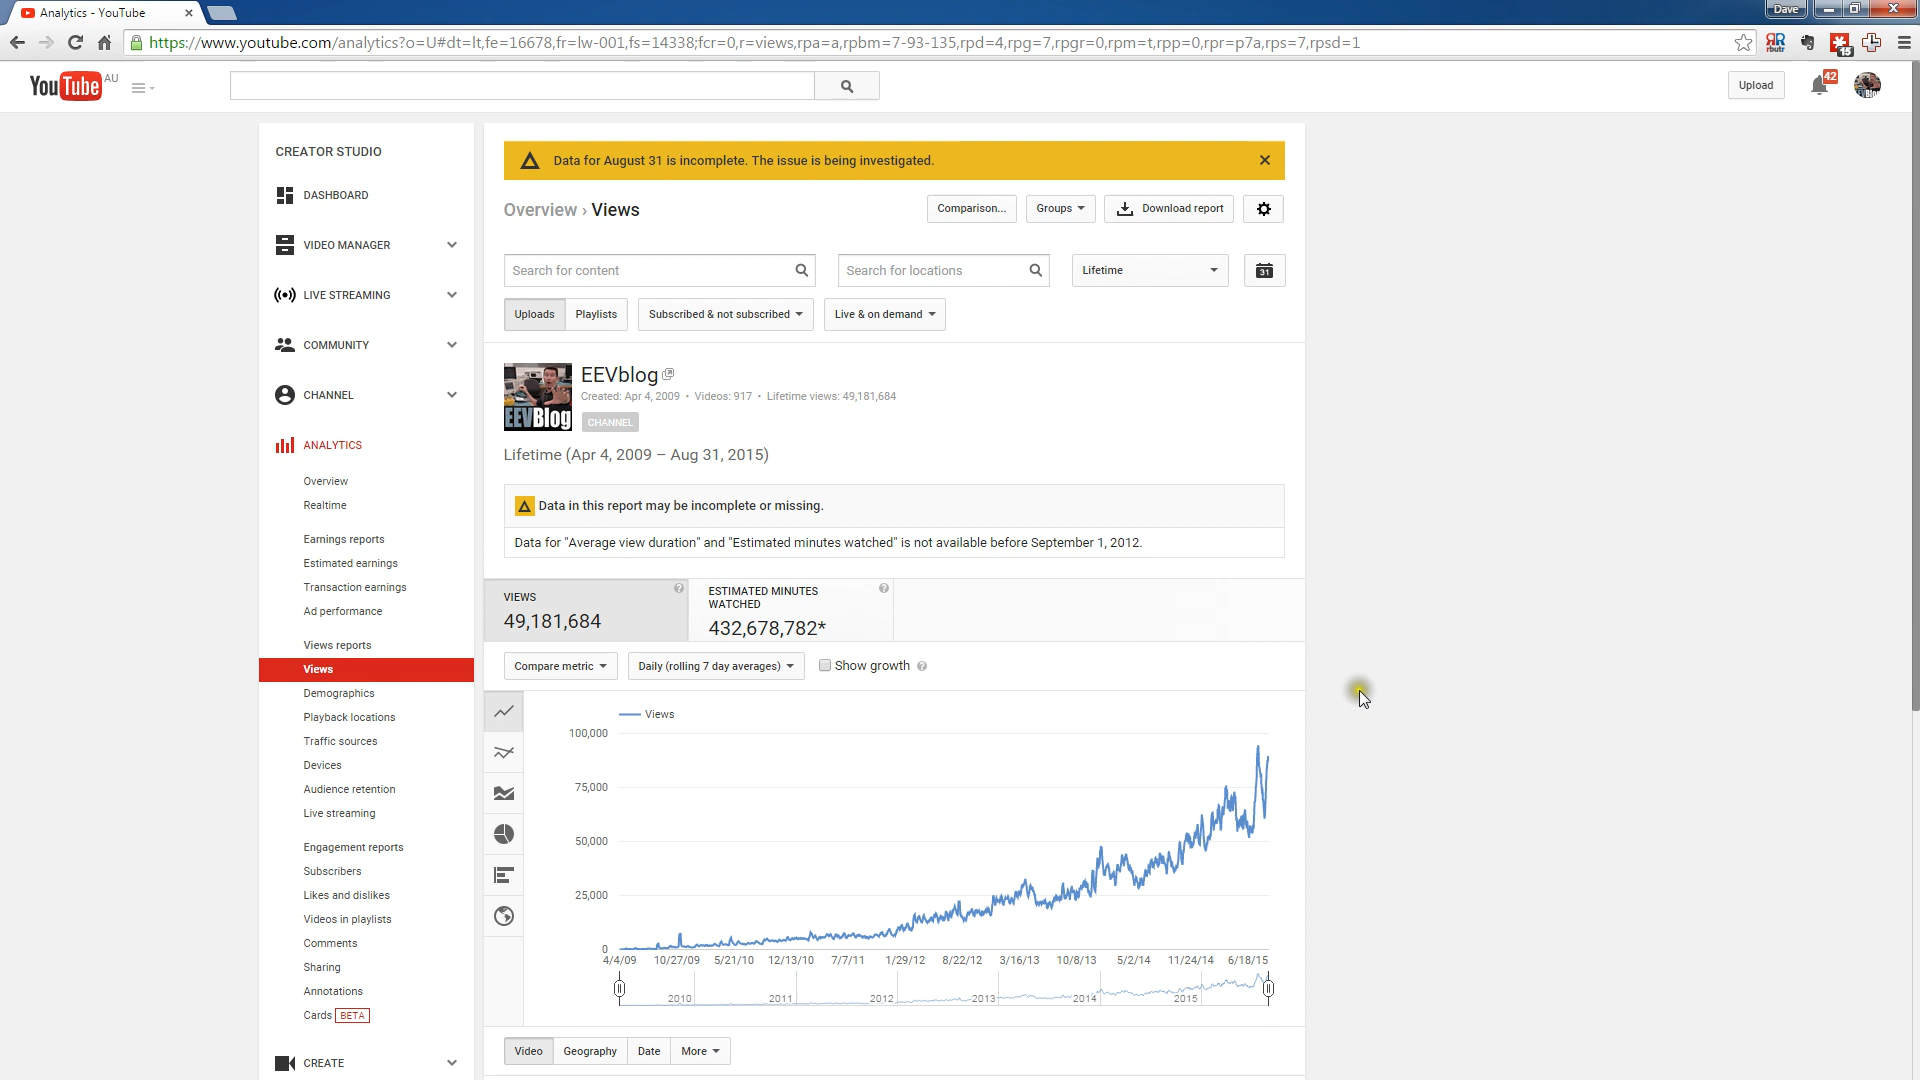 Analytics - YouTube
Dave
https://www.youtube.com/analytics?o=U#dt=lt,fe=16678,fr=lw-001,fs=14338;fcr=0,r=views,rpa=a,rpbm=7-93-135,rpd=4,rpg=7,rpgr=0,rpm=t,rpp=0,rpr=p7a,rps=7,rpsd=1
rbutr
15
YouTube AU
Upload
42
CREATOR STUDIO
DASHBOARD
VIDEO MANAGER
LIVE STREAMING
COMMUNITY
CHANNEL
ANALYTICS
Overview
Realtime
Earnings reports
Estimated earnings
Transaction earnings
Ad performance
Views reports
Views
Demographics
Playback locations
Traffic sources
Devices
Audience retention
Live streaming
Engagement reports
Subscribers
Likes and dislikes
Videos in playlists
Comments
Sharing
Annotations
Cards BETA
CREATE
Data for August 31 is incomplete. The issue is being investigated.
Overview › Views
Comparison... Groups Download report
Search for content Search for locations Lifetime 31
Uploads Playlists Subscribed & not subscribed Live & on demand
EEVBlog
EEVblog
Created: Apr 4, 2009 • Videos: 917 • Lifetime views: 49,181,684
CHANNEL
Lifetime (Apr 4, 2009 – Aug 31, 2015)
Data in this report may be incomplete or missing.
Data for "Average view duration" and "Estimated minutes watched" is not available before September 1, 2012.
VIEWS ?
49,181,684
ESTIMATED MINUTES ?
WATCHED
432,678,782*
Compare metric Daily (rolling 7 day averages) Show growth ?
Views
100,000
75,000
50,000
25,000
0
4/4/09 10/27/09 5/21/10 12/13/10 7/7/11 1/29/12 8/22/12 3/16/13 10/8/13 5/2/14 11/24/14 6/18/15
2010 2011 2012 2013 2014 2015
Video Geography Date More